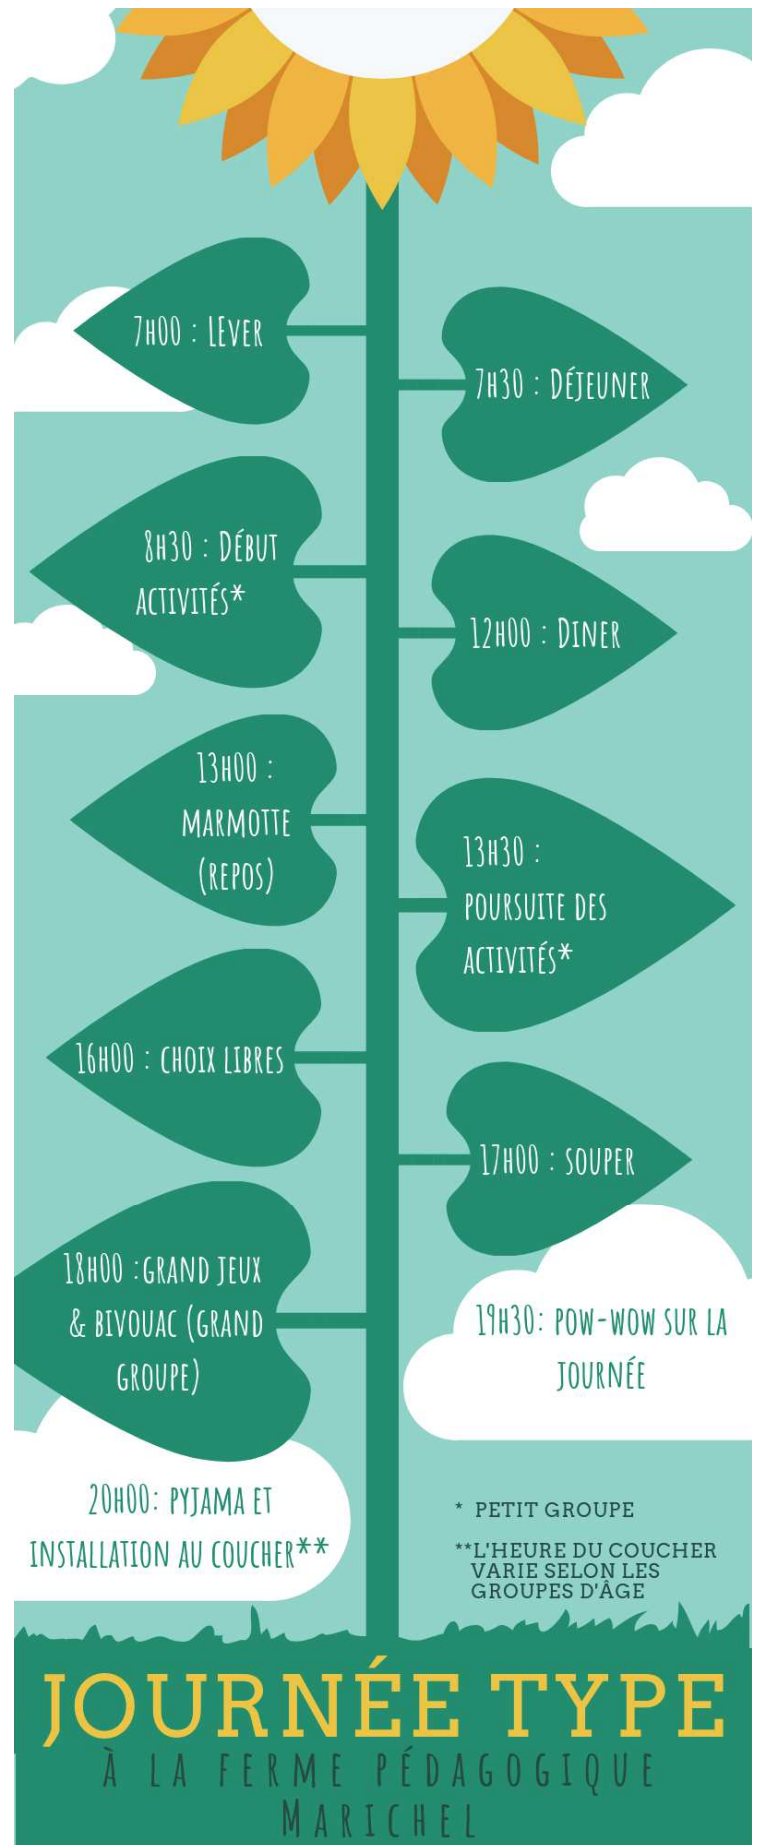 7H00 : LEVER
7H30 : DÉJEUNER
8H30 : DÉBUT
ACTIVITÉS*
12H00 : DINER
13H00 :
MARMOTTE
(REPOS)
13H30 :
POURSUITE DES
ACTIVITÉS*
16H00 : CHOIX LIBRES
17H00 : SOUPER
18H00 :GRAND JEUX
& BIVOUAC (GRAND
GROUPE)
19H30: POW-WOW SUR LA
JOURNÉE
20H00: PYJAMA ET
INSTALLATION AU COUCHER**
* PETIT GROUPE
**L'HEURE DU COUCHER
VARIE SELON LES
GROUPES D'ÂGE
JOURNÉE TYPE
À LA FERME PÉDAGOGIQUE
MARICHEL